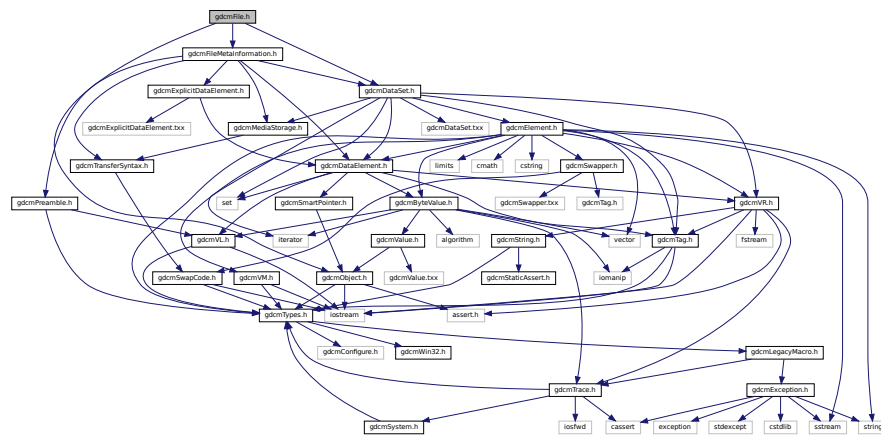 gdcmFile.h
gdcmFileMetaInformation.h
gdcmExplicitDataElement.h
gdcmDataSet.h
gdcmExplicitDataElement.txx
gdcmMediaStorage.h
gdcmDataSet.txx
gdcmElement.h
gdcmTransferSyntax.h
gdcmDataElement.h
limits
cmath
cstring
gdcmSwapper.h
gdcmPreamble.h
set
gdcmSmartPointer.h
gdcmByteValue.h
gdcmSwapper.txx
gdcmTag.h
gdcmVR.h
gdcmVL.h
iterator
gdcmValue.h
algorithm
gdcmString.h
vector
gdcmTag.h
fstream
gdcmSwapCode.h
gdcmVM.h
gdcmObject.h
gdcmValue.txx
gdcmStaticAssert.h
iomanip
gdcmTypes.h
iostream
assert.h
gdcmConfigure.h
gdcmWin32.h
gdcmLegacyMacro.h
gdcmTrace.h
gdcmException.h
gdcmSystem.h
iosfwd
cassert
exception
stdexcept
cstdlib
sstream
string